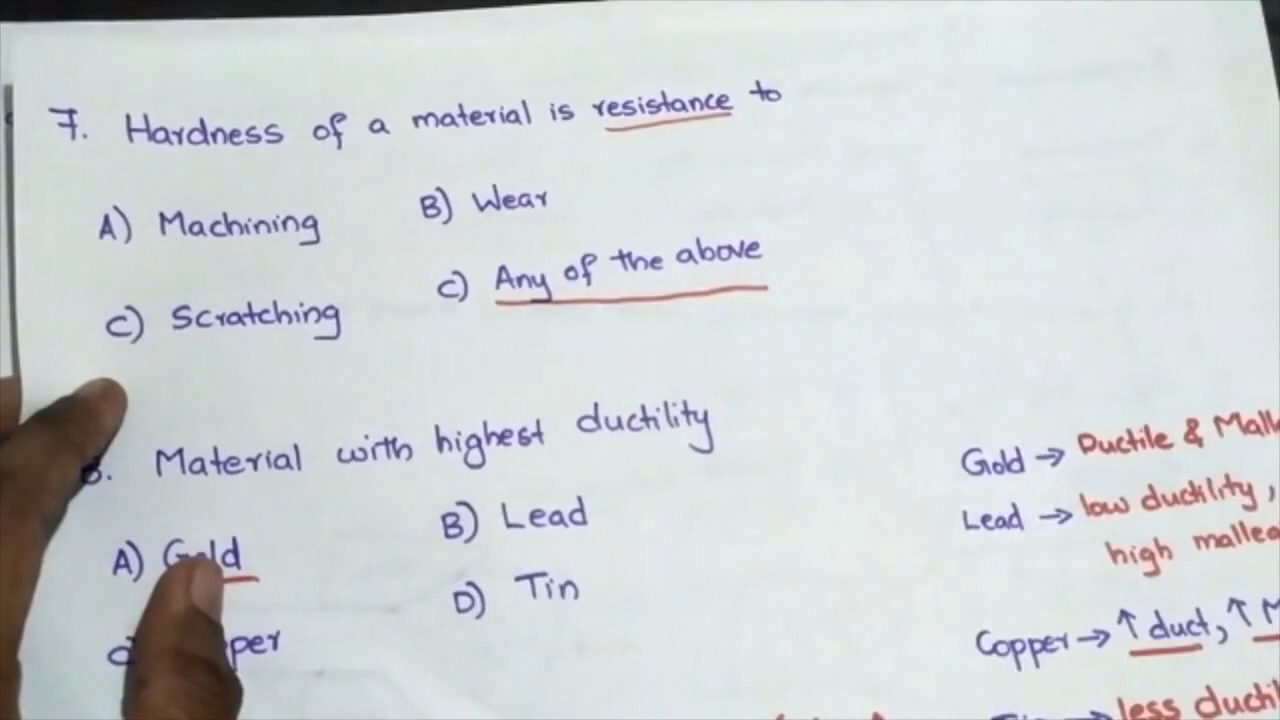 7. Hardness of a material is resistance to
A) Machining B) Wear
C) Scratching C) Any of the above
Material with highest ductility
A) Gold B) Lead
D) Tin
Gold → Ductile &
Lead → low ductility,
high
Copper → ↑ duct, ↑
→ less